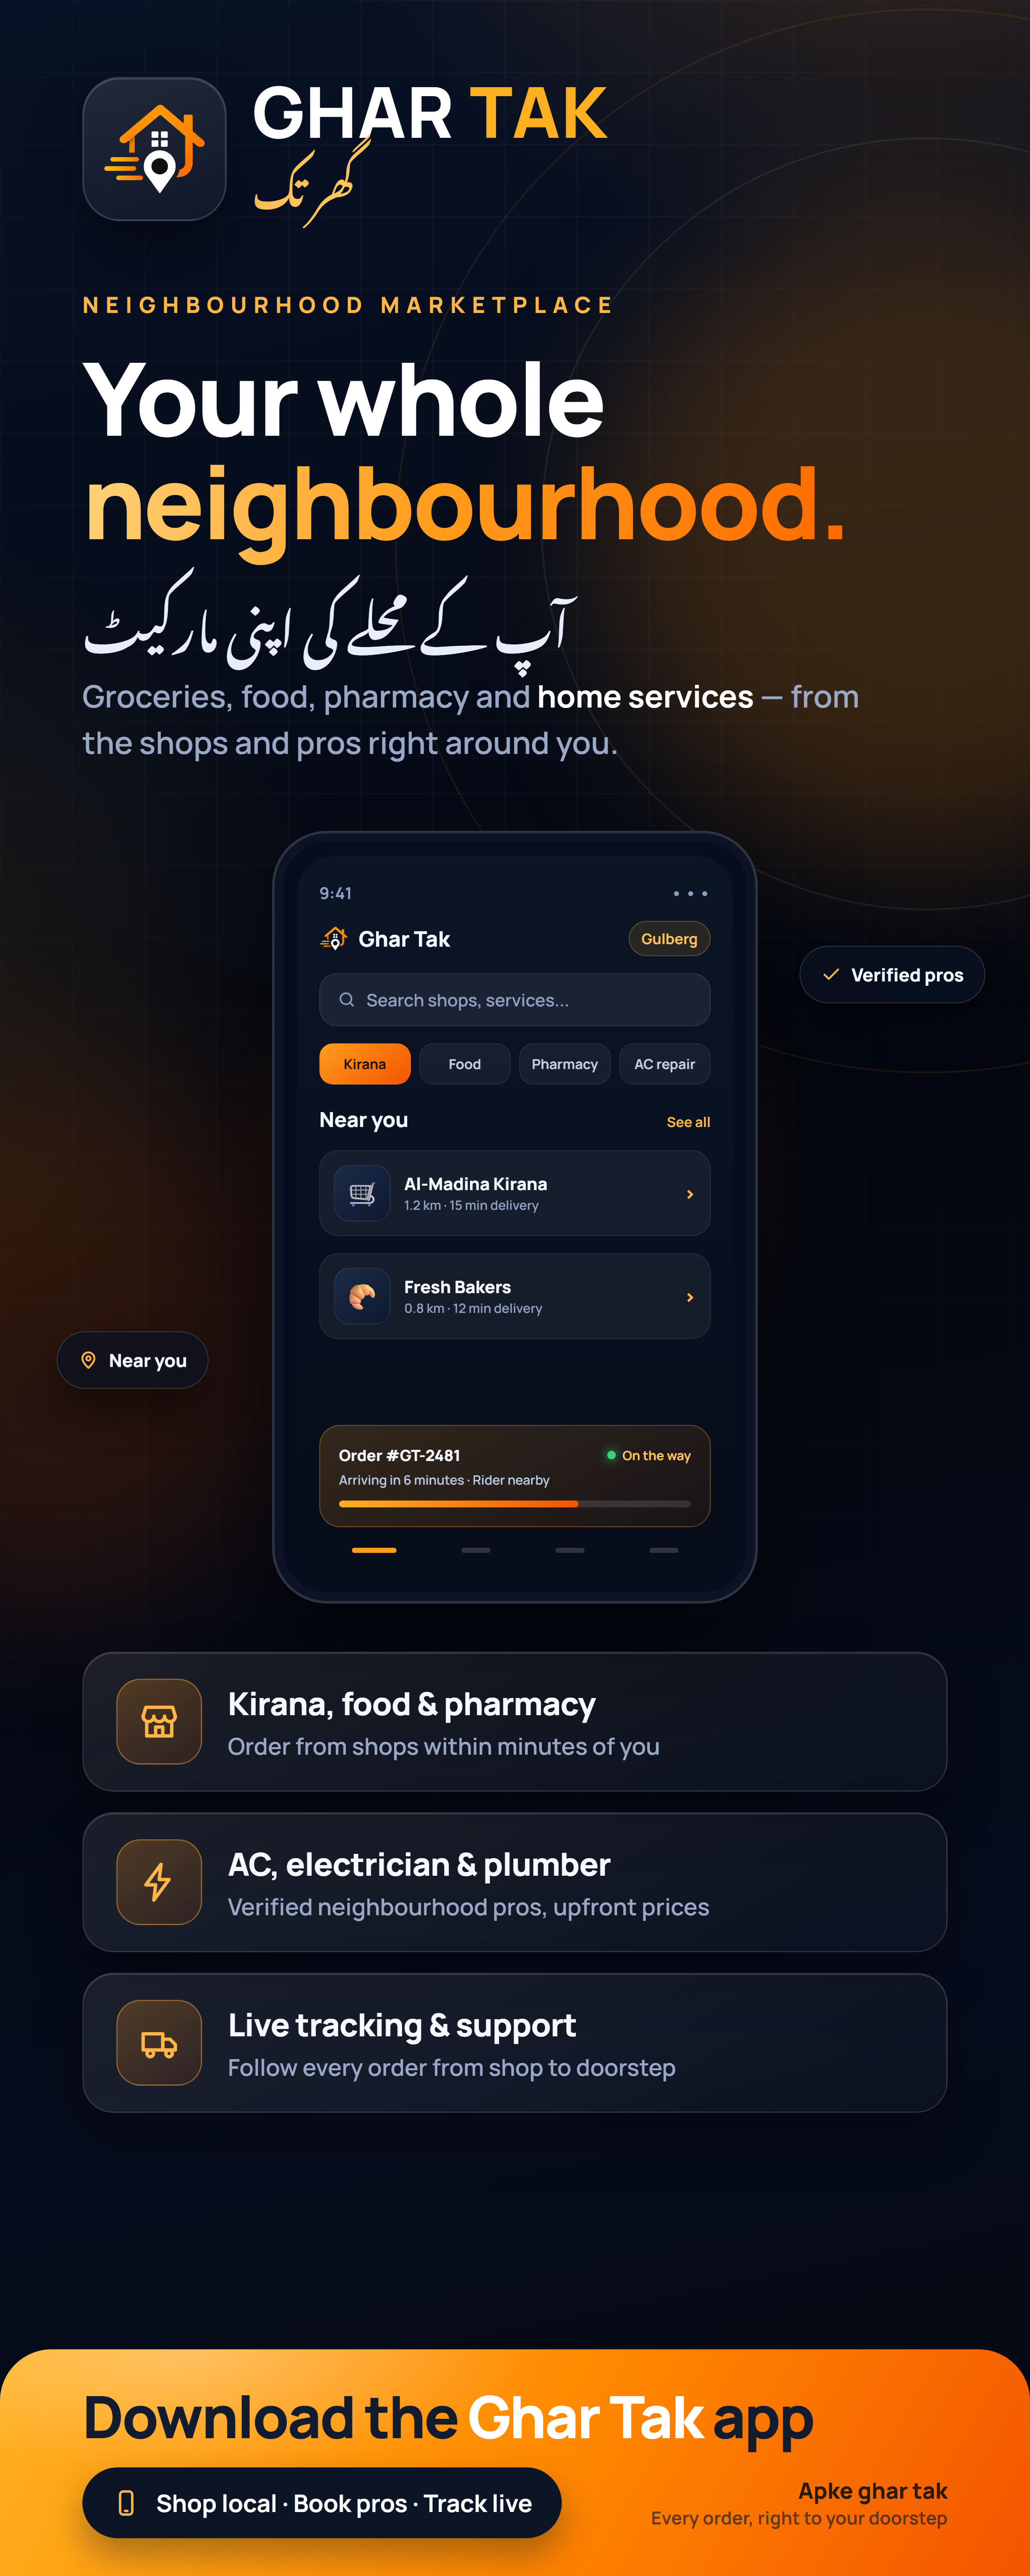 GHAR TAK
گھر تک
NEIGHBOURHOOD MARKETPLACE
Your whole
neighbourhood.
آپ کے محلے کی اپنی مارکیٹ
Groceries, food, pharmacy and home services — from
the shops and pros right around you.
9:41
Ghar Tak
Gulberg
Search shops, services...
Kirana
Food
Pharmacy
AC repair
Near you
See all
Al-Madina Kirana
1.2 km · 15 min delivery
Fresh Bakers
0.8 km · 12 min delivery
Order #GT-2481
On the way
Arriving in 6 minutes · Rider nearby
Verified pros
Near you
Kirana, food & pharmacy
Order from shops within minutes of you
AC, electrician & plumber
Verified neighbourhood pros, upfront prices
Live tracking & support
Follow every order from shop to doorstep
Download the Ghar Tak app
Shop local · Book pros · Track live
Apke ghar tak
Every order, right to your doorstep